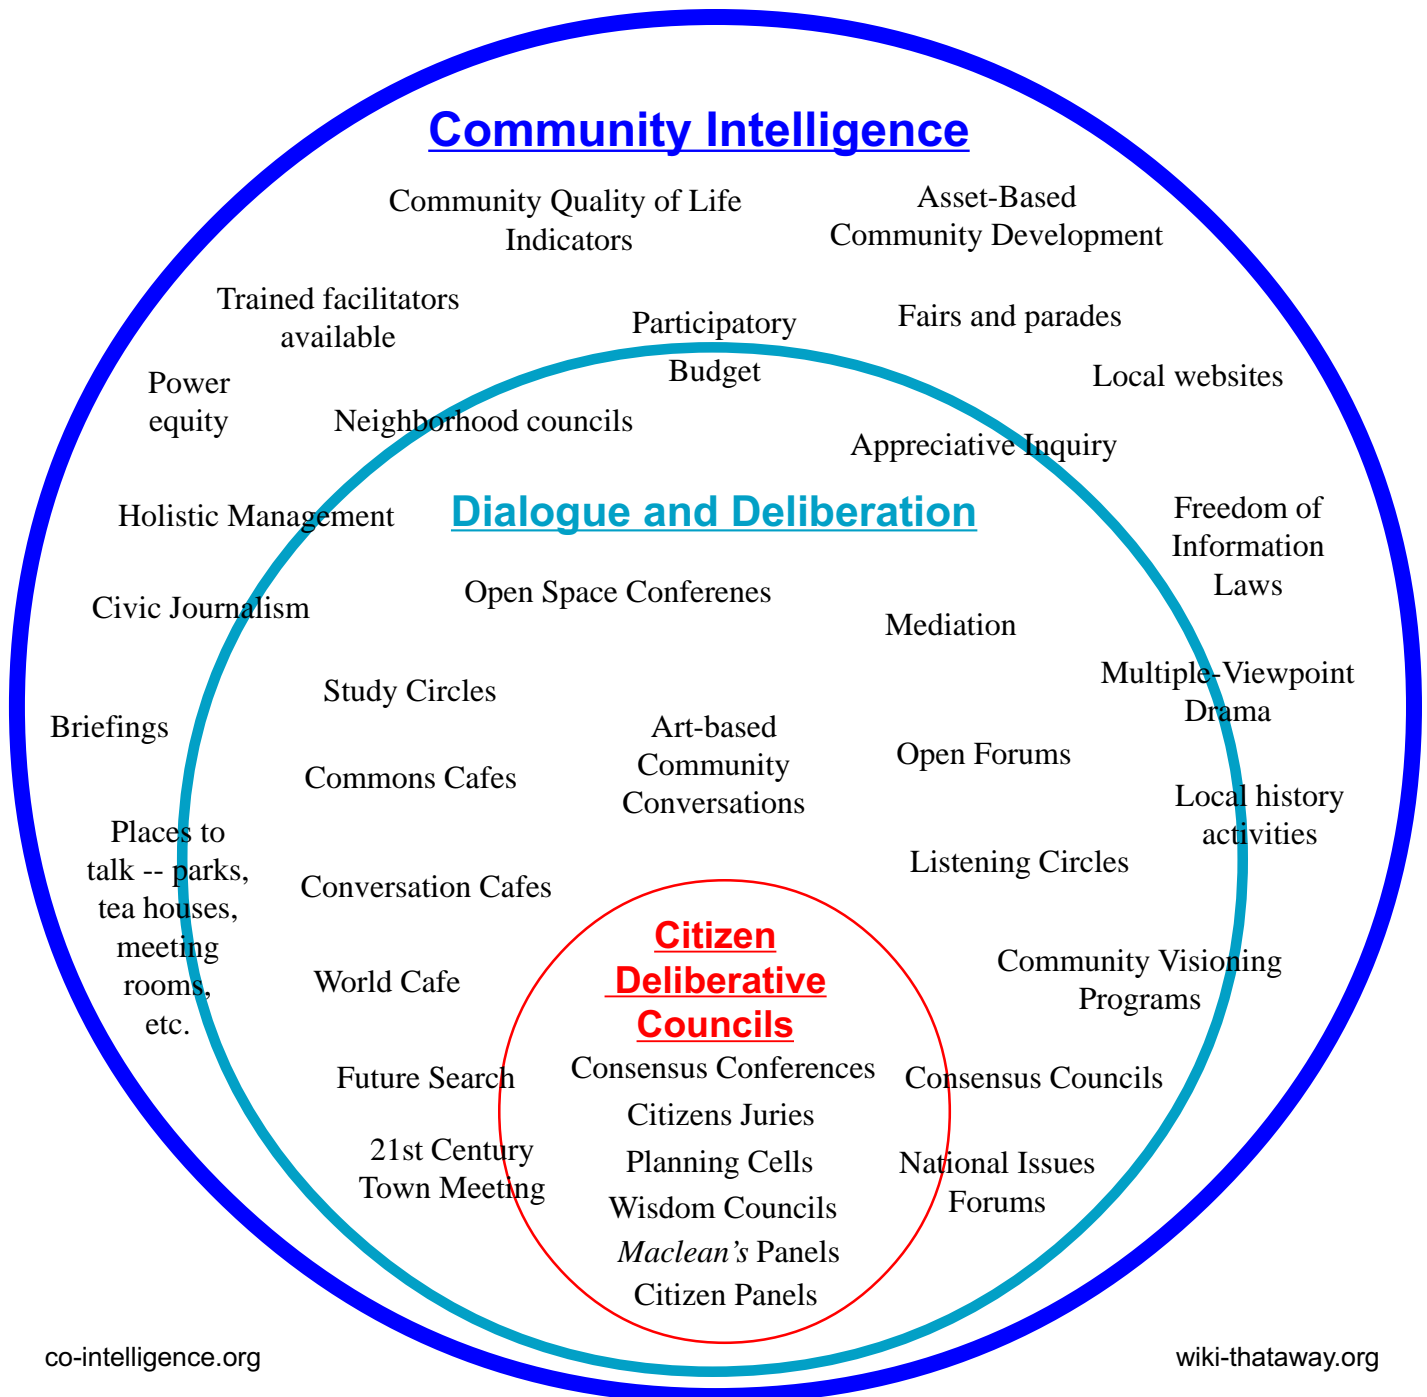 Community Intelligence
Community Quality of Life
Indicators
Asset-Based
Community Development
Trained facilitators
available
Participatory
Budget
Fairs and parades
Power
equity
Local websites
Neighborhood councils
Appreciative Inquiry
Holistic Management
Dialogue and Deliberation
Freedom of
Information
Laws
Civic Journalism
Open Space Conferenes
Mediation
Study Circles
Multiple-Viewpoint
Drama
Briefings
Art-based
Community
Conversations
Open Forums
Commons Cafes
Local history
activities
Places to
talk -- parks,
tea houses,
meeting
rooms,
etc.
Conversation Cafes
Listening Circles
World Cafe
Citizen
Deliberative
Councils
Community Visioning
Programs
Future Search
Consensus Conferences
Consensus Councils
Citizens Juries
21st Century
Town Meeting
Planning Cells
National Issues
Forums
Wisdom Councils
Maclean’s Panels
Citizen Panels
co-intelligence.org
wiki-thataway.org